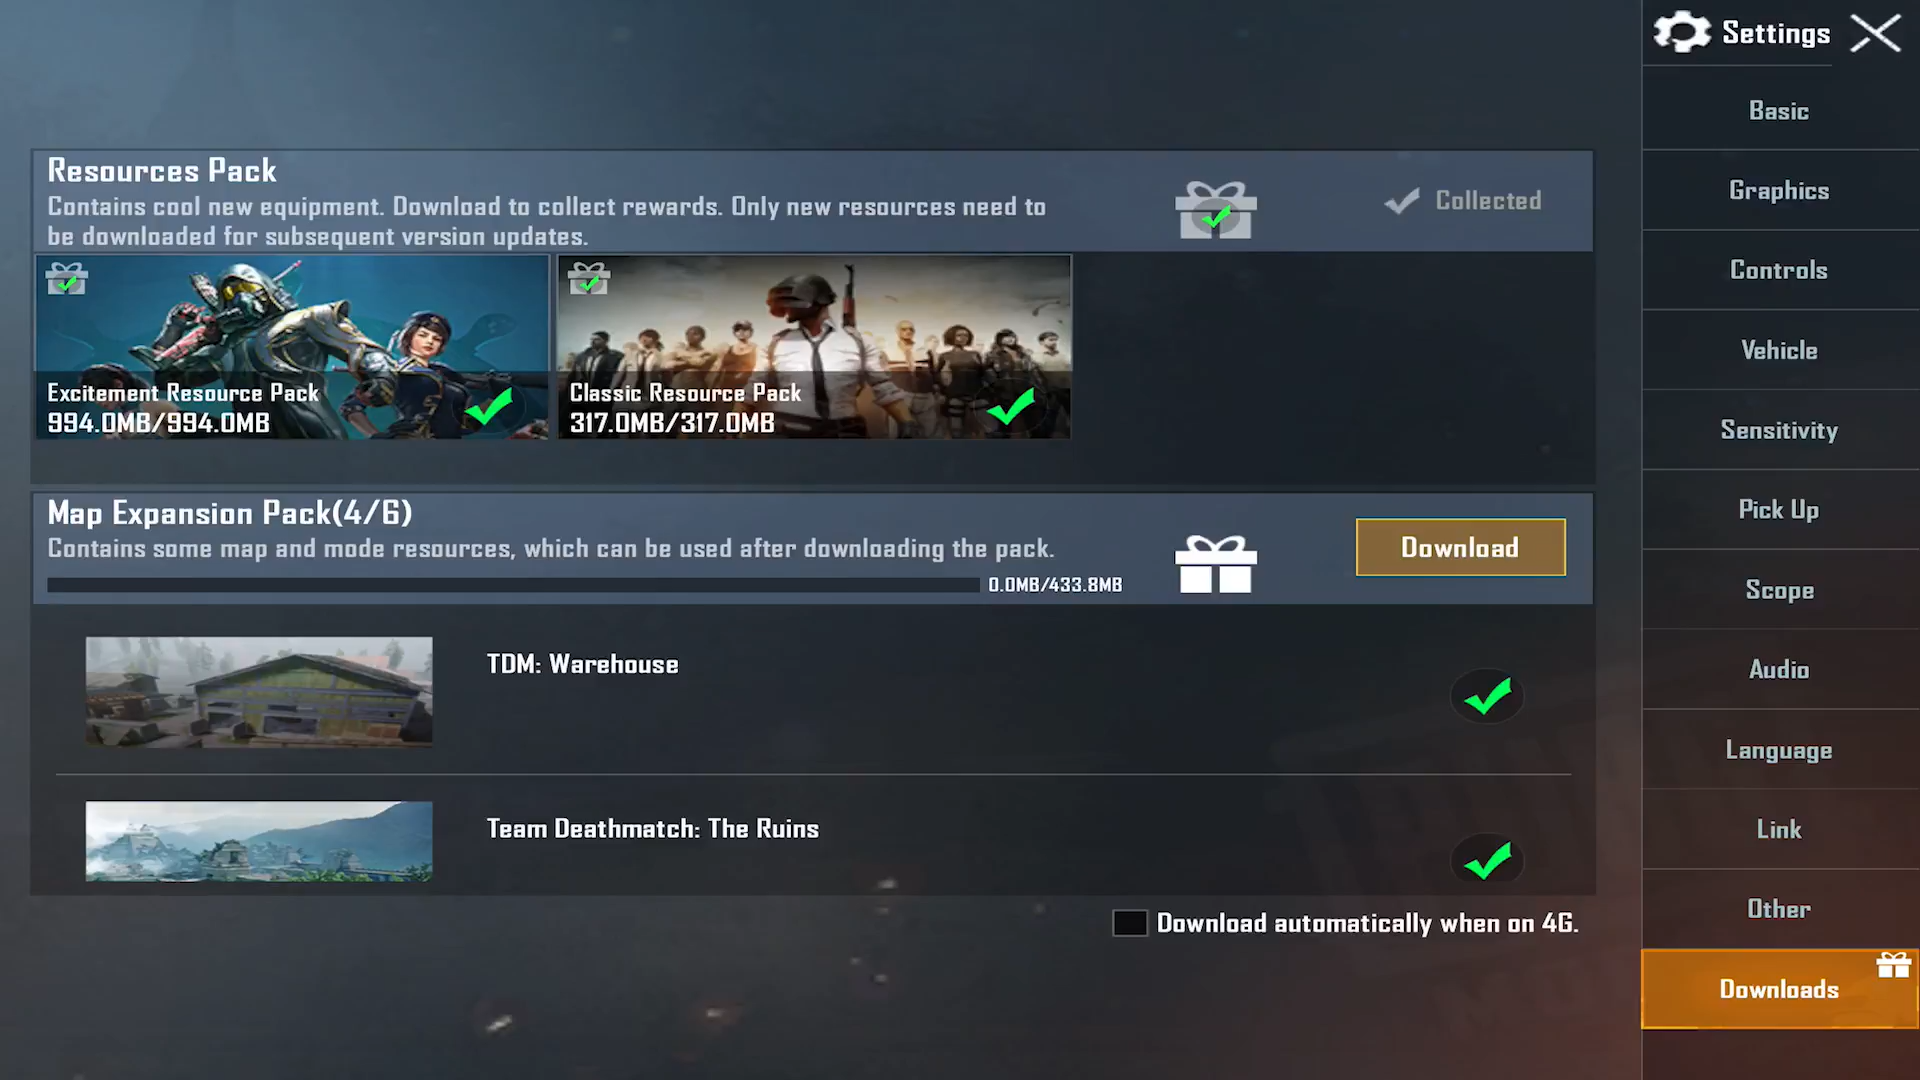 Settings
Basic
Graphics
Controls
Vehicle
Sensitivity
Pick Up
Scope
Audio
Language
Link
Other
Downloads
Resources Pack
Contains cool new equipment. Download to collect rewards. Only new resources need to
be downloaded for subsequent version updates.
Collected
Excitement Resource Pack
994.0MB/994.0MB
Classic Resource Pack
317.0MB/317.0MB
Map Expansion Pack(4/6)
Contains some map and mode resources, which can be used after downloading the pack.
0.0MB/433.8MB
Download
TDM: Warehouse
Team Deathmatch: The Ruins
Download automatically when on 4G.